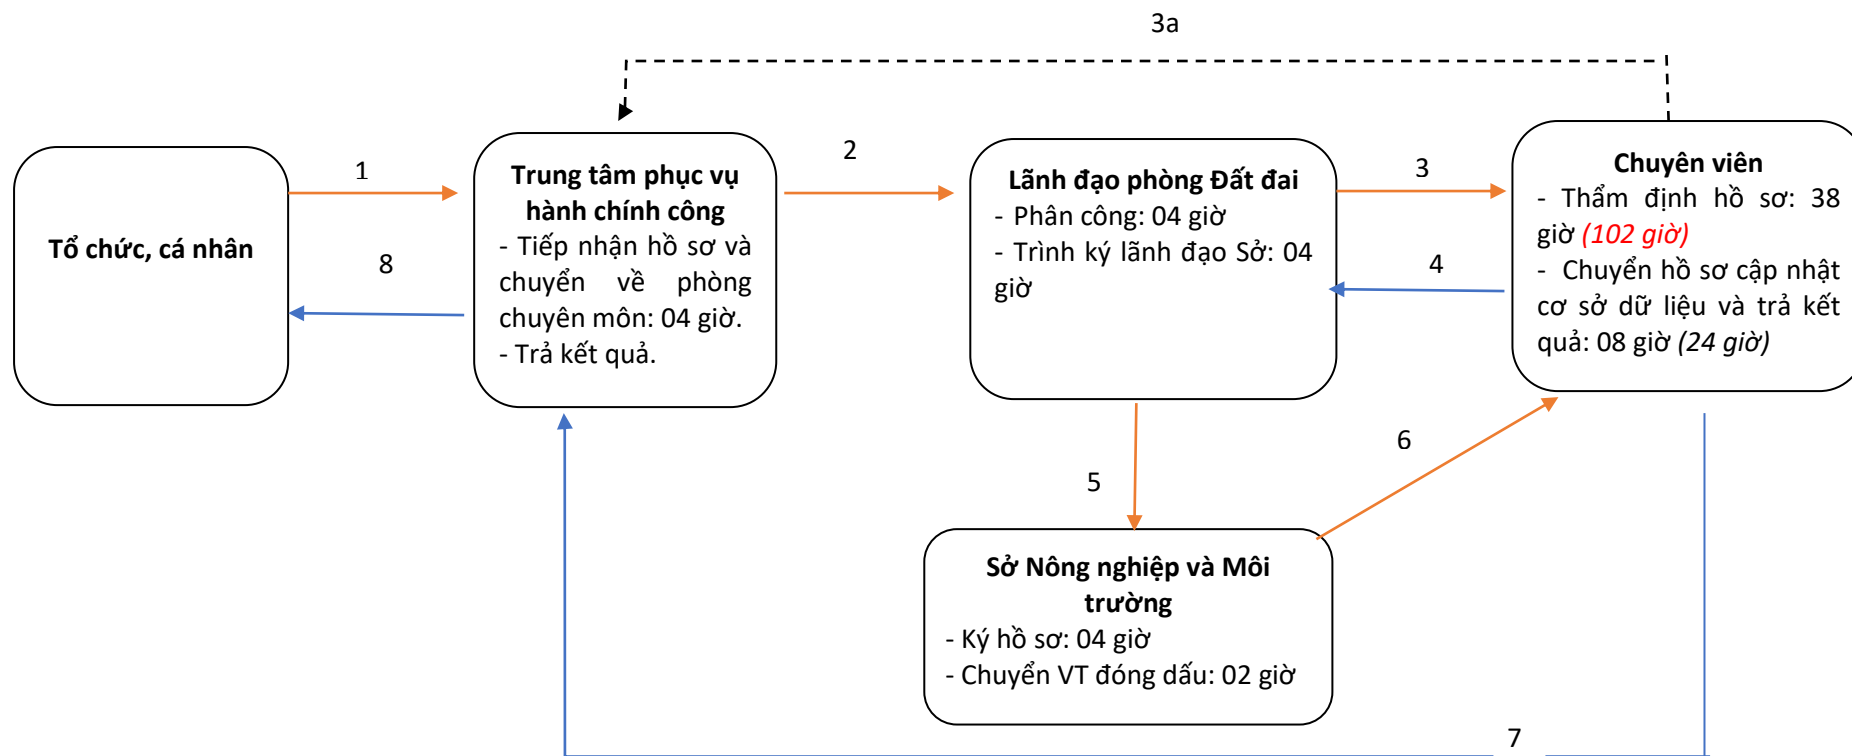 3a
1
8
2
3
4
5
6
7
Tổ chức, cá nhân
Trung tâm phục vụ
hành chính công
- Tiếp nhận hồ sơ và
chuyển về phòng
chuyên môn: 04 giờ.
- Trả kết quả.
Lãnh đạo phòng Đất đai
- Phân công: 04 giờ
- Trình ký lãnh đạo Sở: 04
giờ
Chuyên viên
- Thẩm định hồ sơ: 38
giờ (102 giờ)
- Chuyển hồ sơ cập nhật
cơ sở dữ liệu và trả kết
quả: 08 giờ (24 giờ)
Sở Nông nghiệp và Môi
trường
- Ký hồ sơ: 04 giờ
- Chuyển VT đóng dấu: 02 giờ